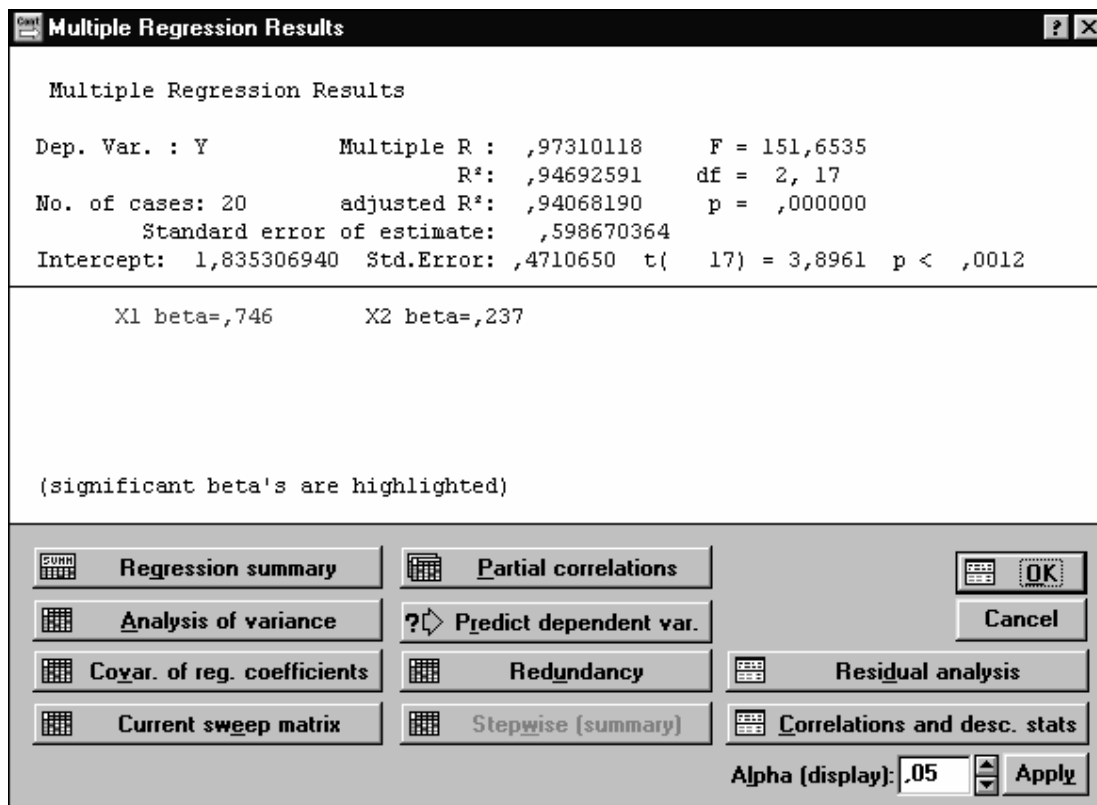 Cont
Multiple Regression Results
? X
Multiple Regression Results
Dep. Var. : Y Multiple R : ,97310118 F = 151,6535
R²: ,94692591 df = 2, 17
No. of cases: 20 adjusted R²: ,94068190 p = ,000000
Standard error of estimate: ,598670364
Intercept: 1,835306940 Std.Error: ,4710650 t( 17) = 3,8961 p < ,0012
X1 beta=,746 X2 beta=,237
(significant beta's are highlighted)
SUMM Regression summary Partial correlations OK
Analysis of variance ? Predict dependent var. Cancel
Covar. of reg. coefficients Redundancy Residual analysis
Current sweep matrix Stepwise (summary) Correlations and desc. stats
Alpha (display): ,05 Apply